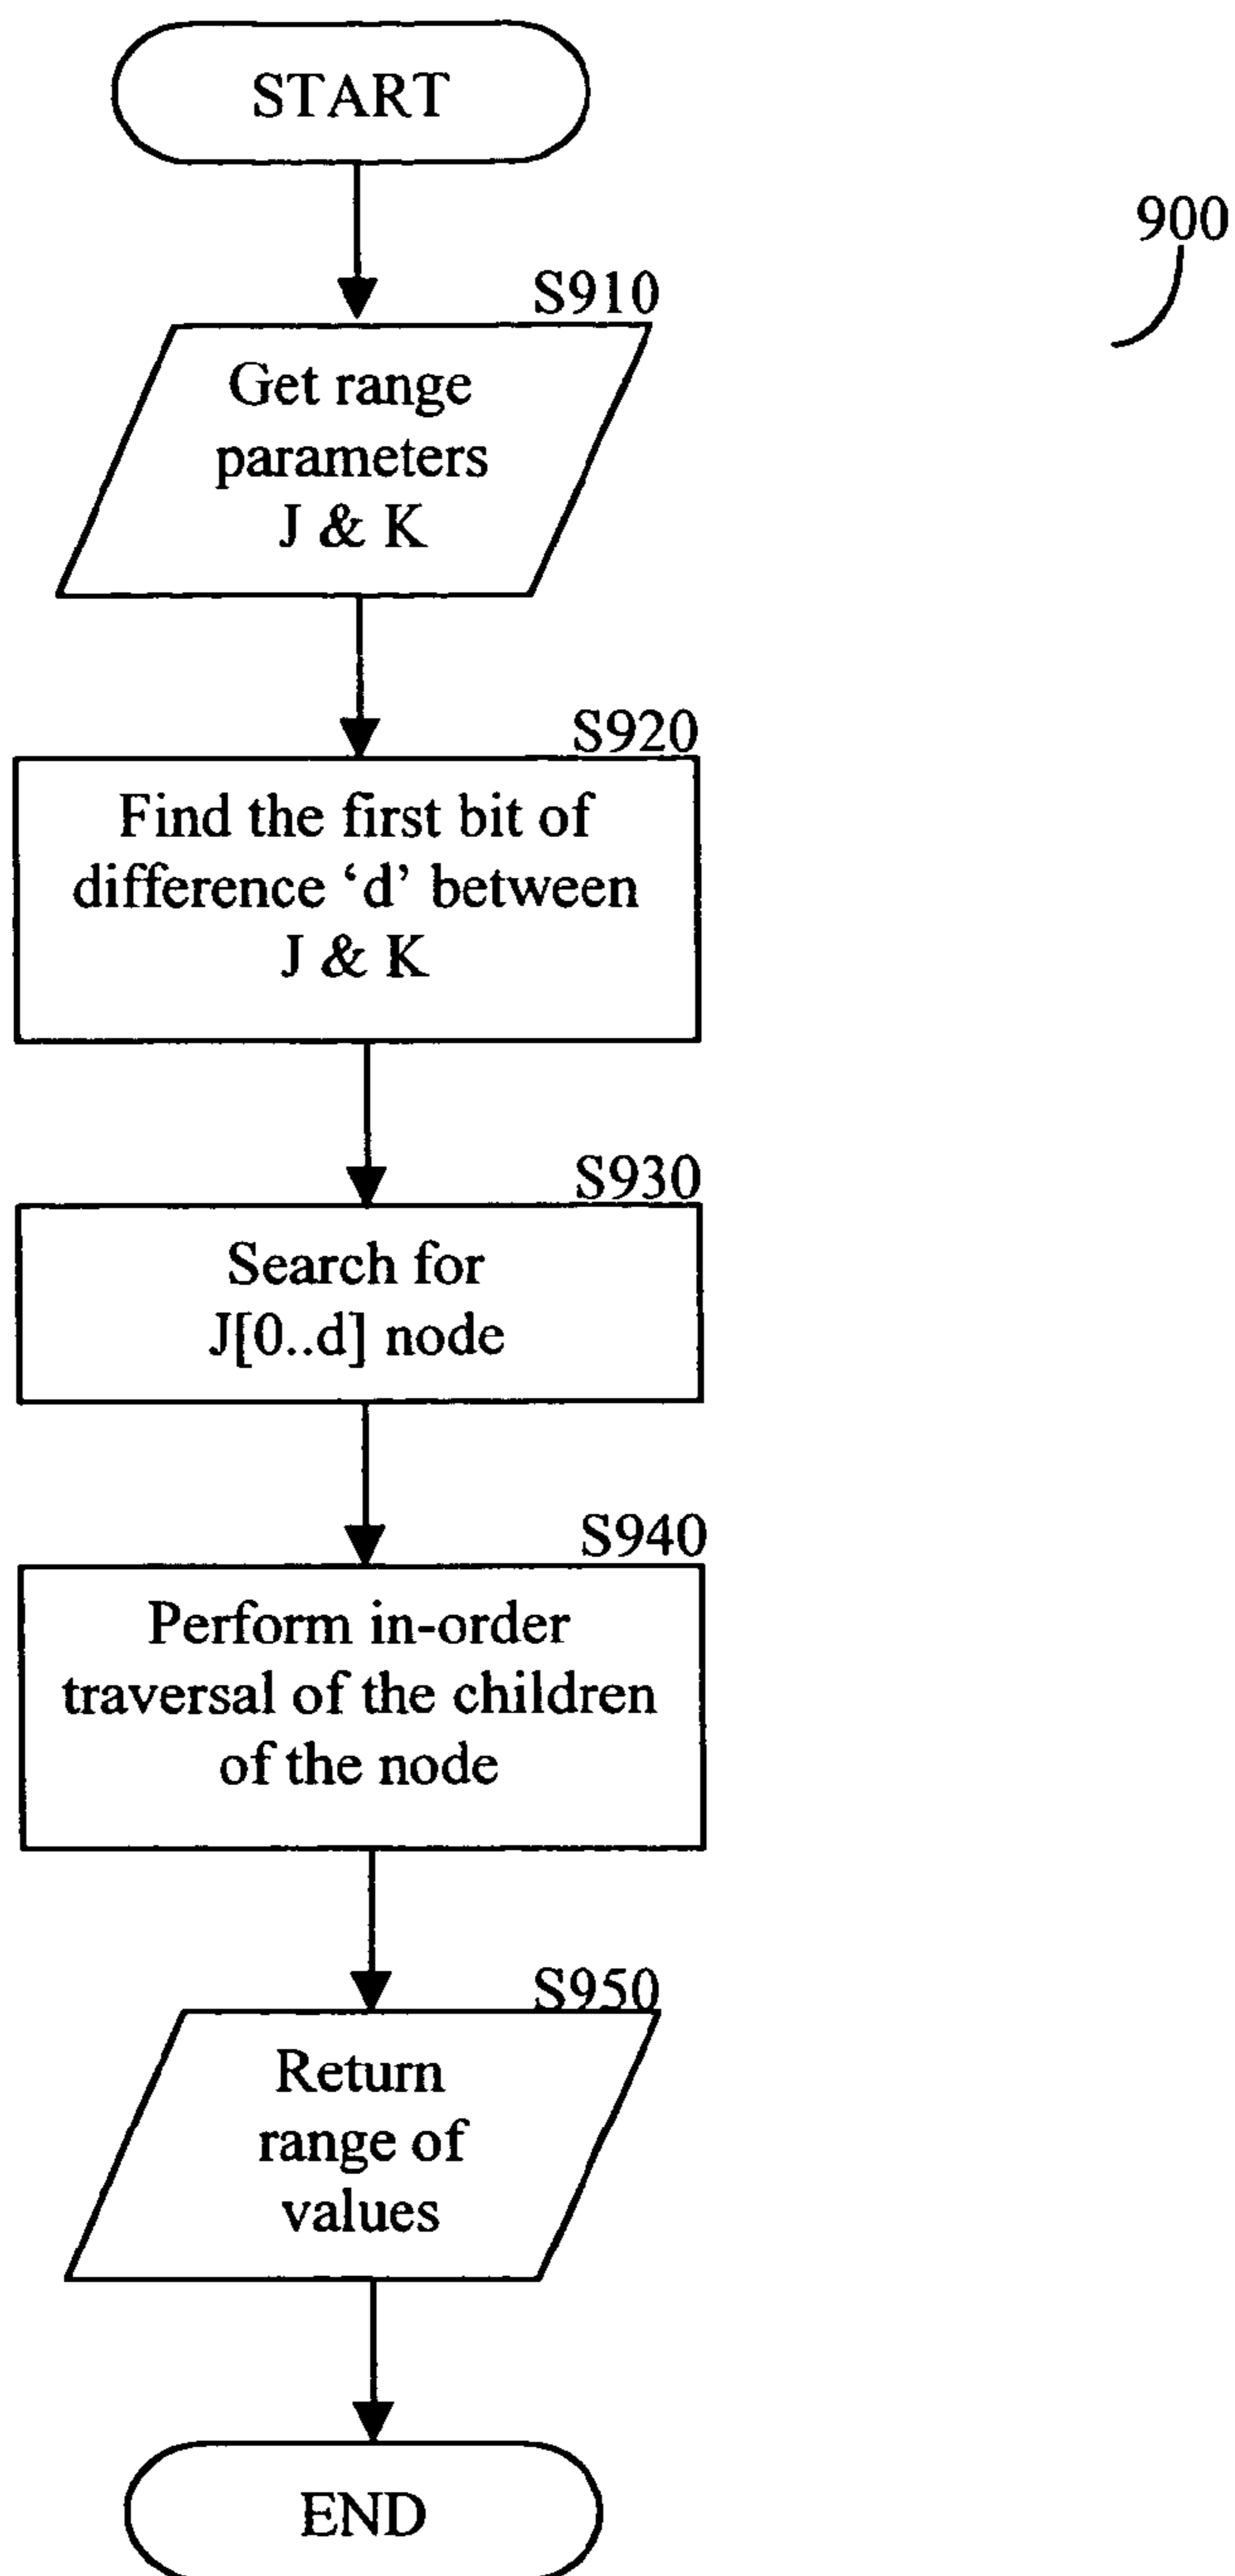 START
900
S910
Get range
parameters
J & K
S920
Find the first bit of
difference ‘d’ between
J & K
S930
Search for
J[0..d] node
S940
Perform in-order
traversal of the children
of the node
S950
Return
range of
values
END